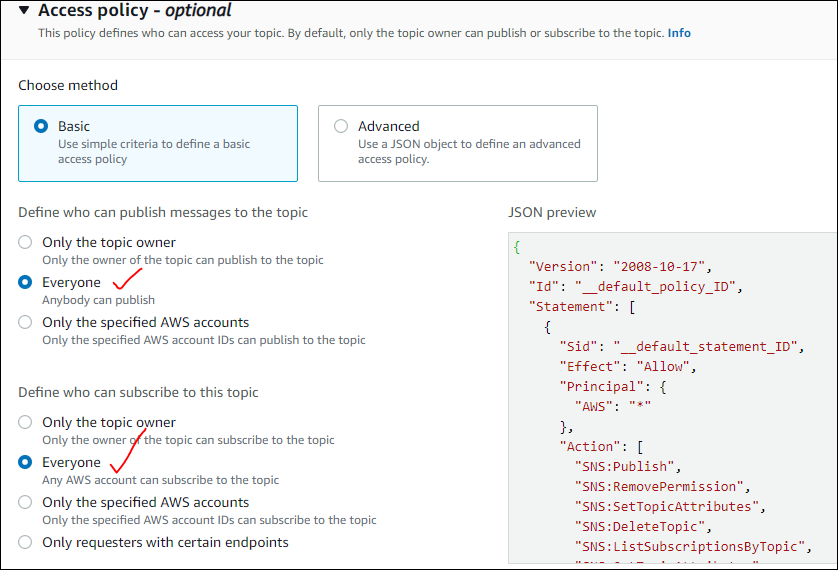 Access policy - optional
This policy defines who can access your topic. By default, only the topic owner can publish or subscribe to the topic. Info
Choose method
Basic
Use simple criteria to define a basic
access policy
Advanced
Use a JSON object to define an advanced
access policy.
Define who can publish messages to the topic
Only the topic owner
Only the owner of the topic can publish to the topic
Everyone
Anybody can publish
Only the specified AWS accounts
Only the specified AWS account IDs can publish to the topic
Define who can subscribe to this topic
Only the topic owner
Only the owner of the topic can subscribe to the topic
Everyone
Any AWS account can subscribe to the topic
Only the specified AWS accounts
Only the specified AWS account IDs can subscribe to the topic
Only requesters with certain endpoints
JSON preview
{
"Version": "2008-10-17",
"Id": "__default_policy_ID",
"Statement": [
{
"Sid": "__default_statement_ID",
"Effect": "Allow",
"Principal": {
"AWS": "*"
},
"Action": [
"SNS:Publish",
"SNS:RemovePermission",
"SNS:SetTopicAttributes",
"SNS:DeleteTopic",
"SNS:ListSubscriptionsByTopic",